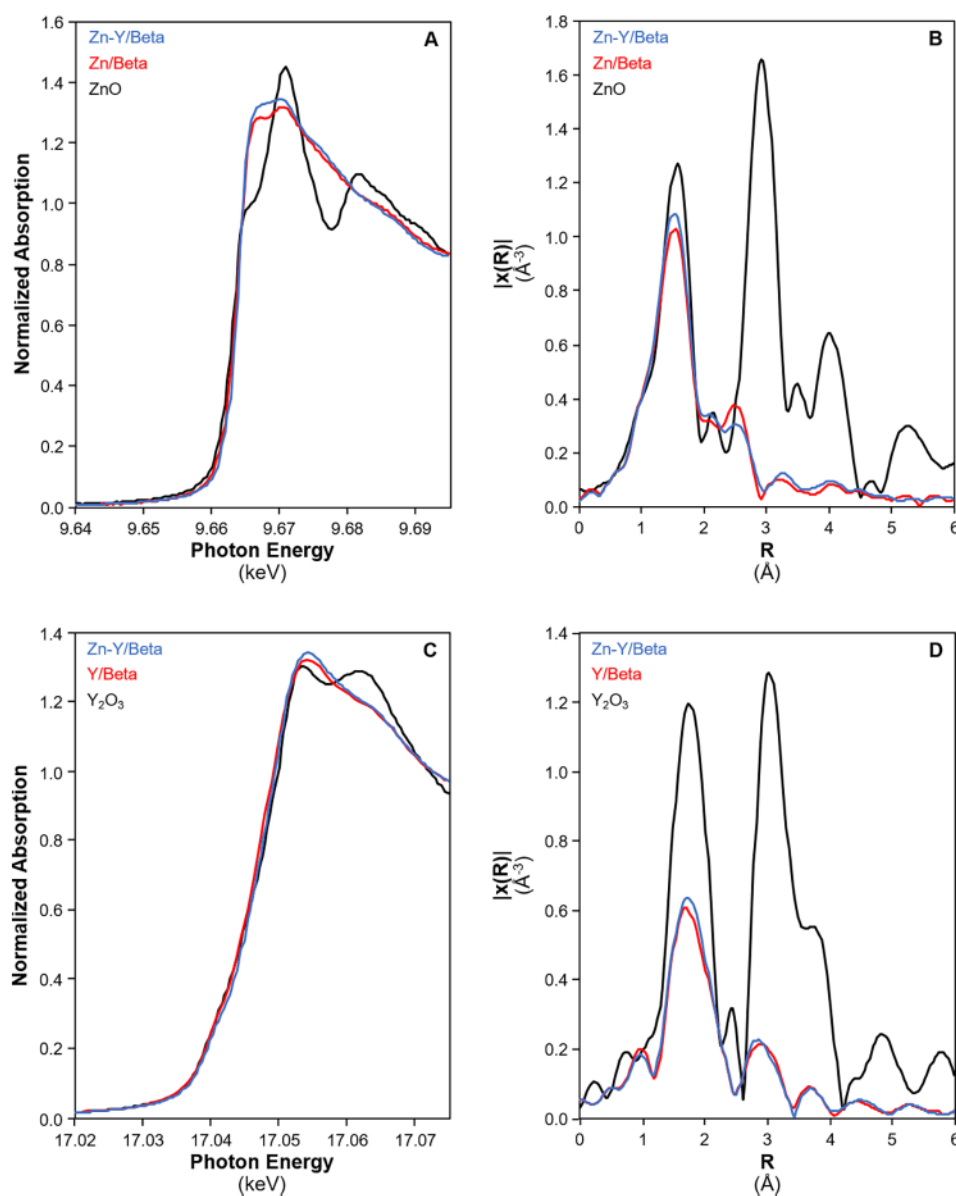 Zn-Y/Beta
Zn/Beta
ZnO
A
Normalized Absorption
1.6
1.4
1.2
1.0
0.8
0.6
0.4
0.2
0.0
9.64 9.65 9.66 9.67 9.68 9.69
Photon Energy
(keV)
Zn-Y/Beta
Zn/Beta
ZnO
B
|x(R)|
(Å-3)
1.8
1.6
1.4
1.2
1.0
0.8
0.6
0.4
0.2
0.0
0 1 2 3 4 5 6
R
(Å)
Zn-Y/Beta
Y/Beta
Y2O3
C
Normalized Absorption
1.4
1.2
1.0
0.8
0.6
0.4
0.2
0.0
17.02 17.03 17.04 17.05 17.06 17.07
Photon Energy
(keV)
Zn-Y/Beta
Y/Beta
Y2O3
D
|x(R)|
(Å-3)
1.4
1.2
1.0
0.8
0.6
0.4
0.2
0.0
0 1 2 3 4 5 6
R
(Å)